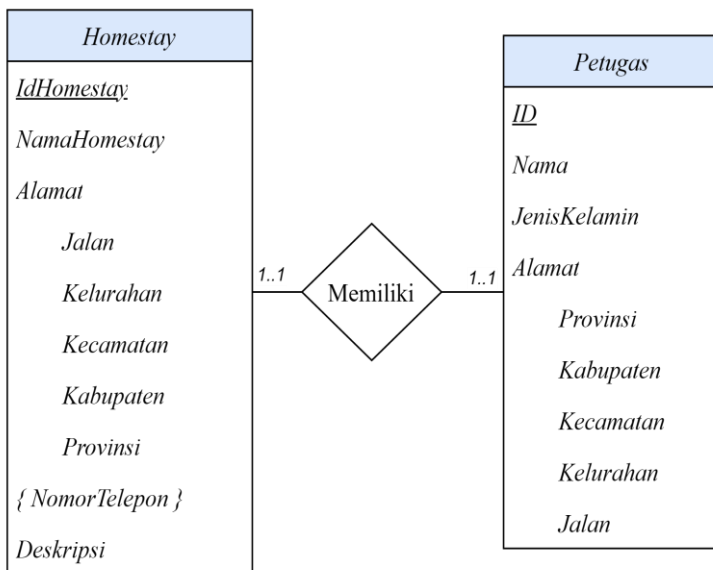 Homestay
IdHomestay
NamaHomestay
Alamat
Jalan
Kelurahan
Kecamatan
Kabupaten
Provinsi
{ NomorTelepon }
Deskripsi
1..1
Memiliki
1..1
Petugas
ID
Nama
JenisKelamin
Alamat
Provinsi
Kabupaten
Kecamatan
Kelurahan
Jalan